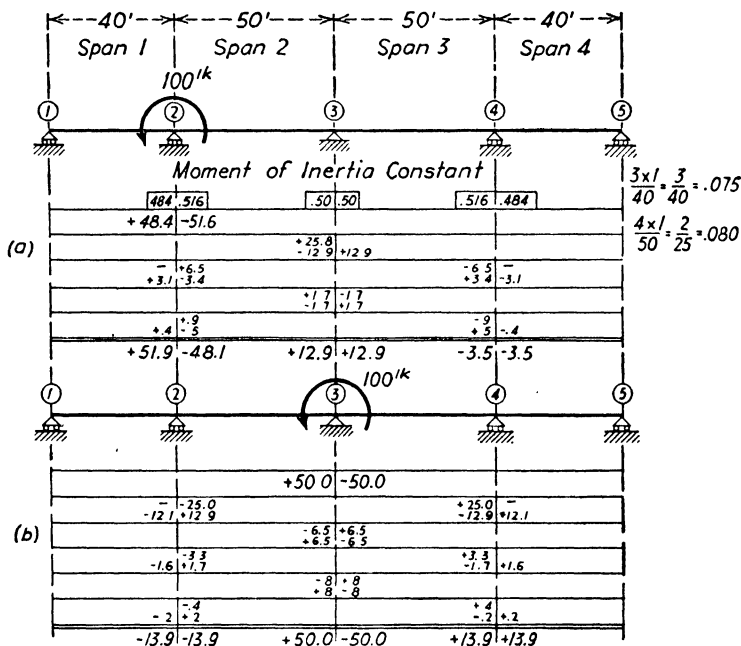 40' 50' 50' 40'
Span 1 Span 2 Span 3 Span 4
100'k
1 2 3 4 5
Moment of Inertia Constant
.484 .516 .50 .50 .516 .484
3x1/40 = 3/40 = .075
4x1/50 = 2/25 = .080
(a)
+48.4 -51.6
+25.8
-12.9 +12.9
- +6.5 -6.5 -
+3.1 -3.4 +3.4 -3.1
+1.7 -1.7
-1.7 +1.7
+.9 -.9
+.4 -.5 +.5 -.4
+51.9 -48.1 +12.9 +12.9 -3.5 -3.5
100'k
1 2 3 4 5
(b)
+50.0 -50.0
- -25.0 +25.0 -
-12.1 +12.9 -12.9 +12.1
-6.5 +6.5
+6.5 -6.5
-3.3 +3.3
-1.6 +1.7 -1.7 +1.6
-.8 +.8
+.8 -.8
-.4 +.4
-.2 +.2 -.2 +.2
-13.9 -13.9 +50.0 -50.0 +13.9 +13.9